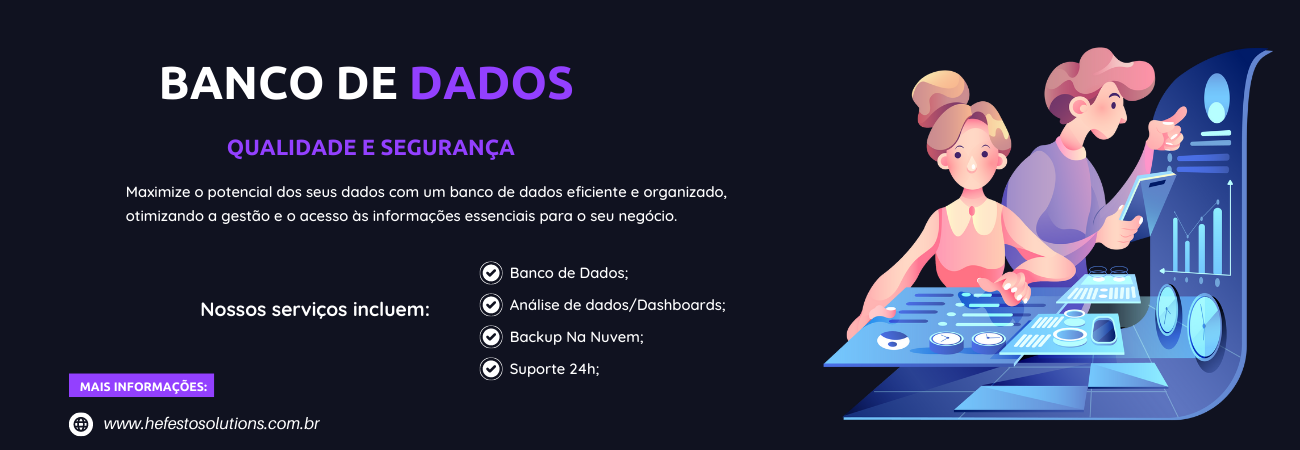 BANCO DE DADOS
QUALIDADE E SEGURANÇA
Maximize o potencial dos seus dados com um banco de dados eficiente e organizado,
otimizando a gestão e o acesso às informações essenciais para o seu negócio.
Nossos serviços incluem:
Banco de Dados;
Análise de dados/Dashboards;
Backup Na Nuvem;
Suporte 24h;
MAIS INFORMAÇÕES:
www.hefestosolutions.com.br